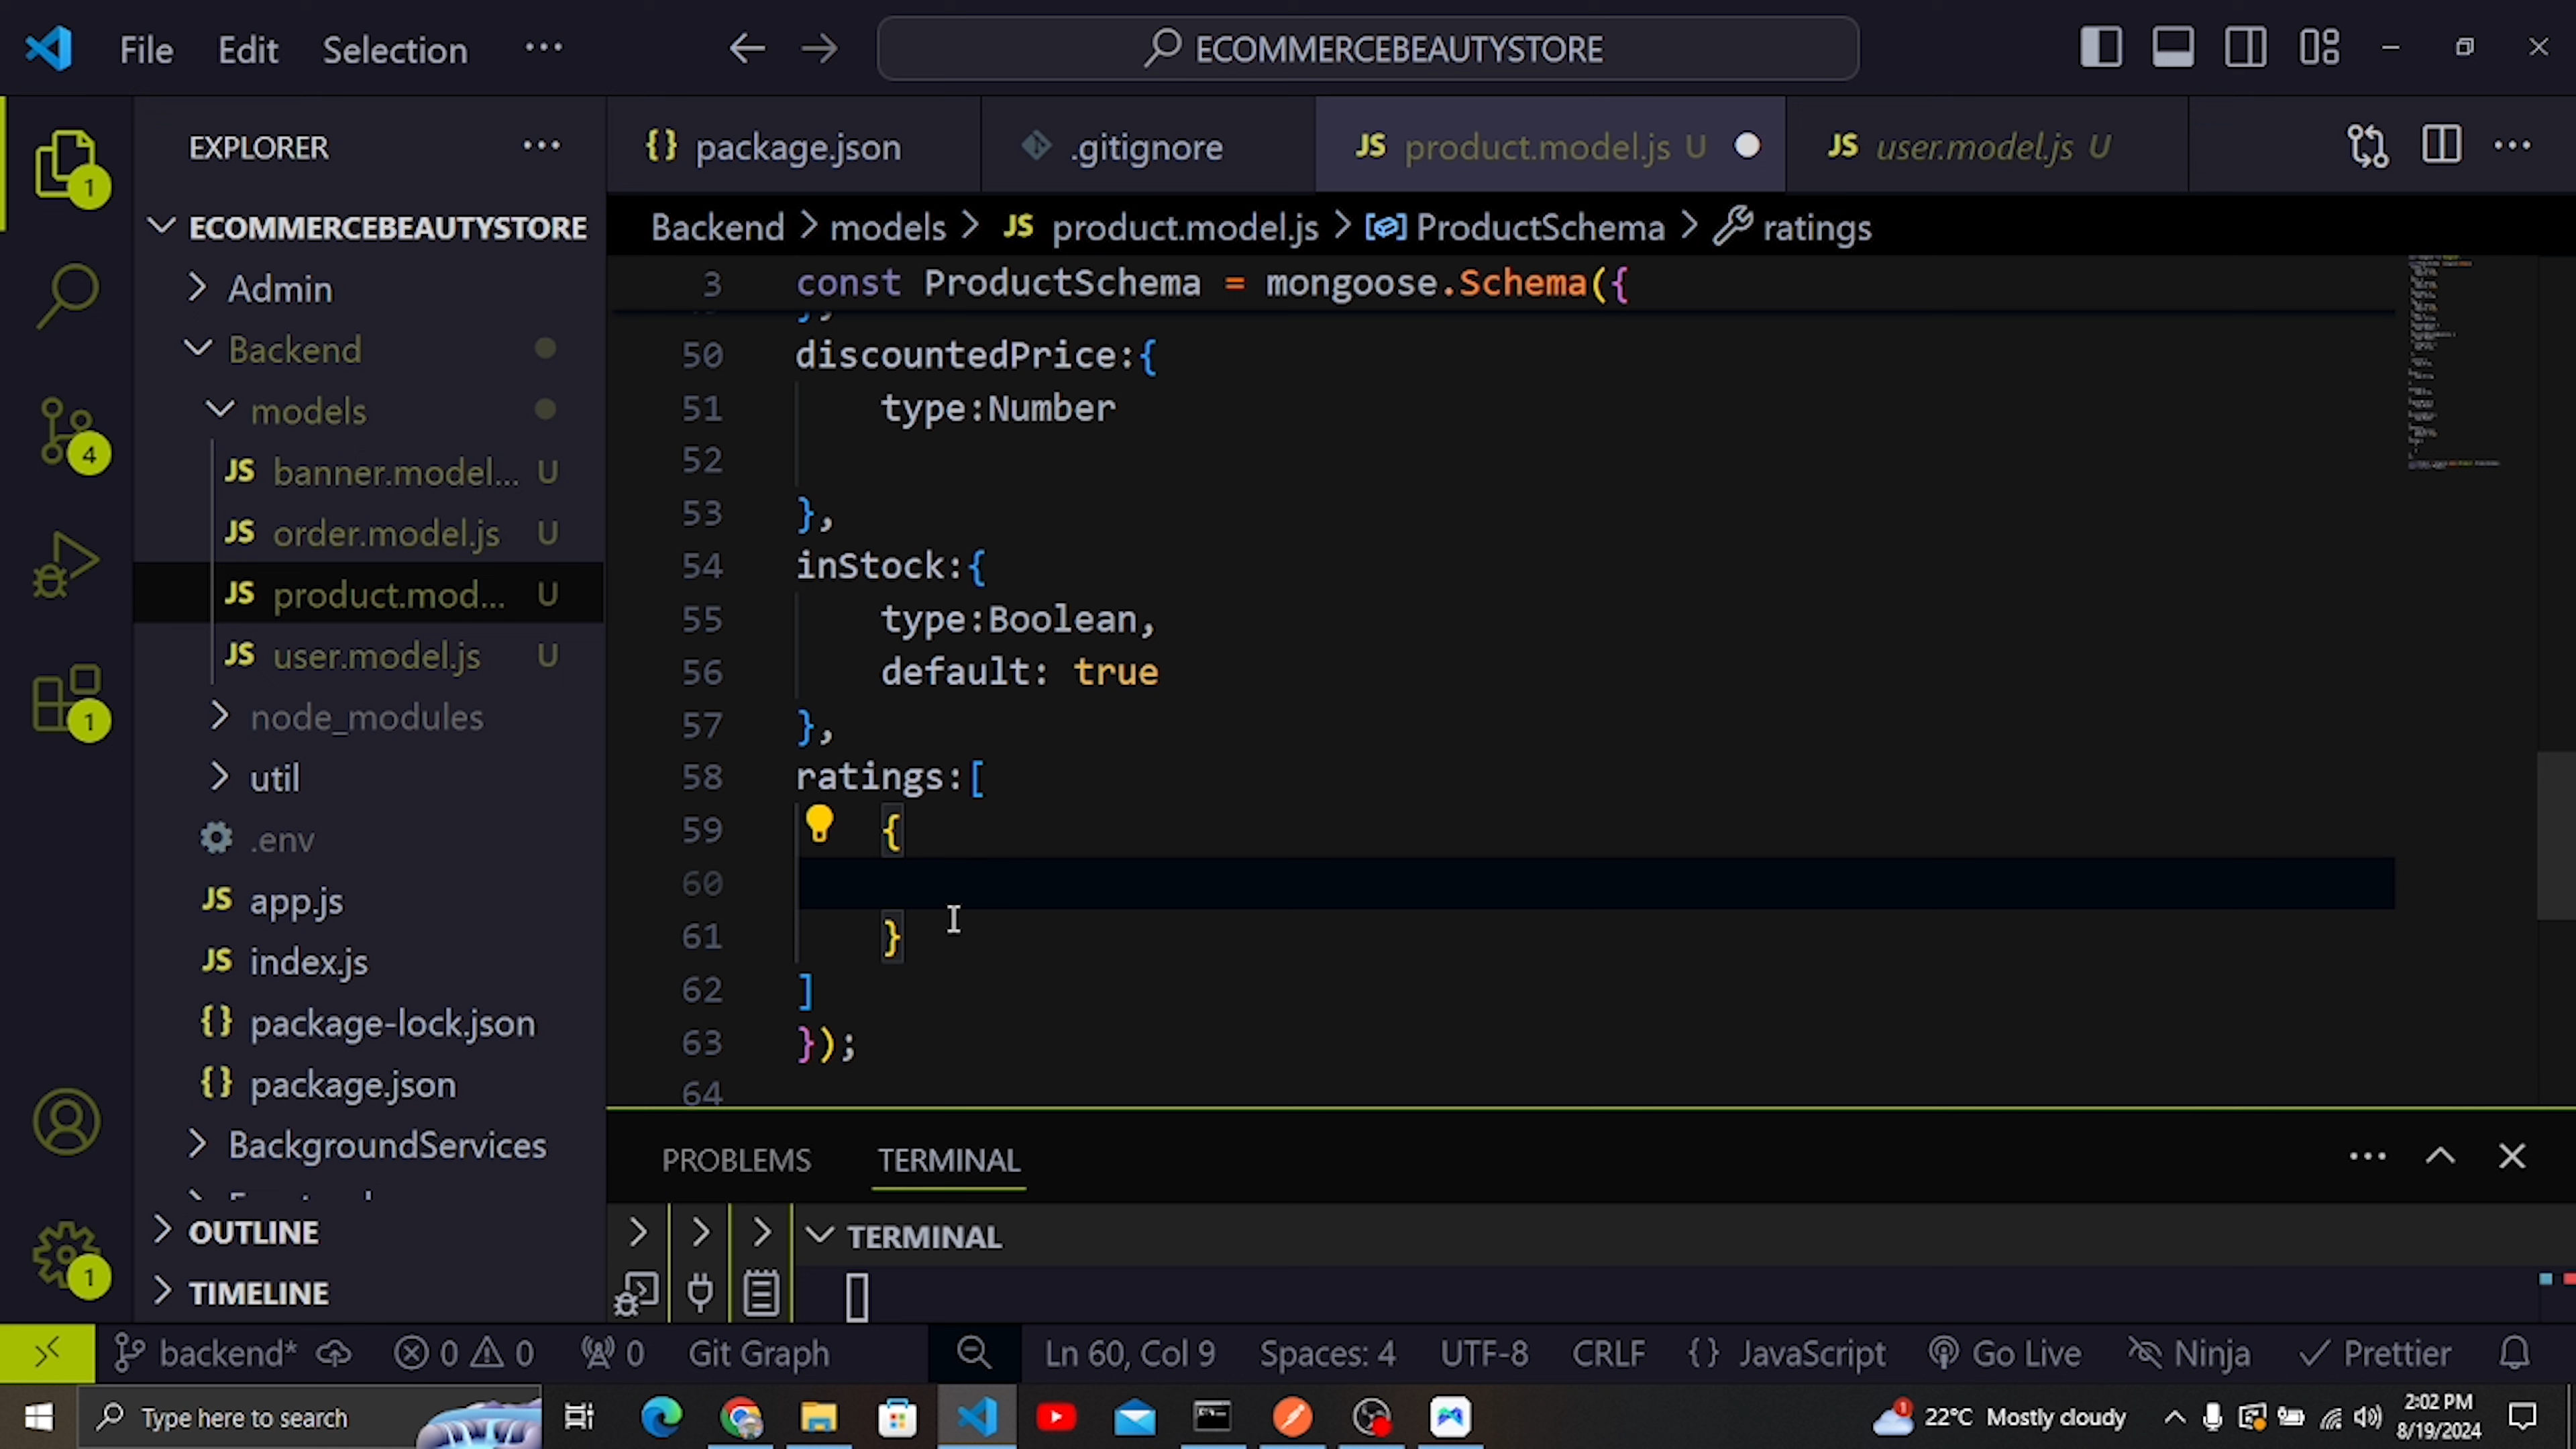 File Edit Selection ··· ECOMMERCEBEAUTYSTORE
EXPLORER ···
{} package.json .gitignore JS product.model.js U JS user.model.js U
Backend > models > JS product.model.js > ProductSchema > ratings
ECOMMERCEBEAUTYSTORE
Admin
Backend
models
JS banner.model... U
JS order.model.js U
JS product.mod... U
JS user.model.js U
node_modules
util
.env
JS app.js
JS index.js
{} package-lock.json
{} package.json
BackgroundServices
OUTLINE
TIMELINE
1
4
1
1
3 const ProductSchema = mongoose.Schema({
50 discountedPrice:{
51 type:Number
52
53 },
54 inStock:{
55 type:Boolean,
56 default: true
57 },
58 ratings:[
59 {
60
61 }
62 ]
63 });
64
PROBLEMS TERMINAL
TERMINAL
backend* 0 0 0 Git Graph Ln 60, Col 9 Spaces: 4 UTF-8 CRLF {} JavaScript Go Live Ninja Prettier
Type here to search 1 22°C Mostly cloudy 2:02 PM
8/19/2024